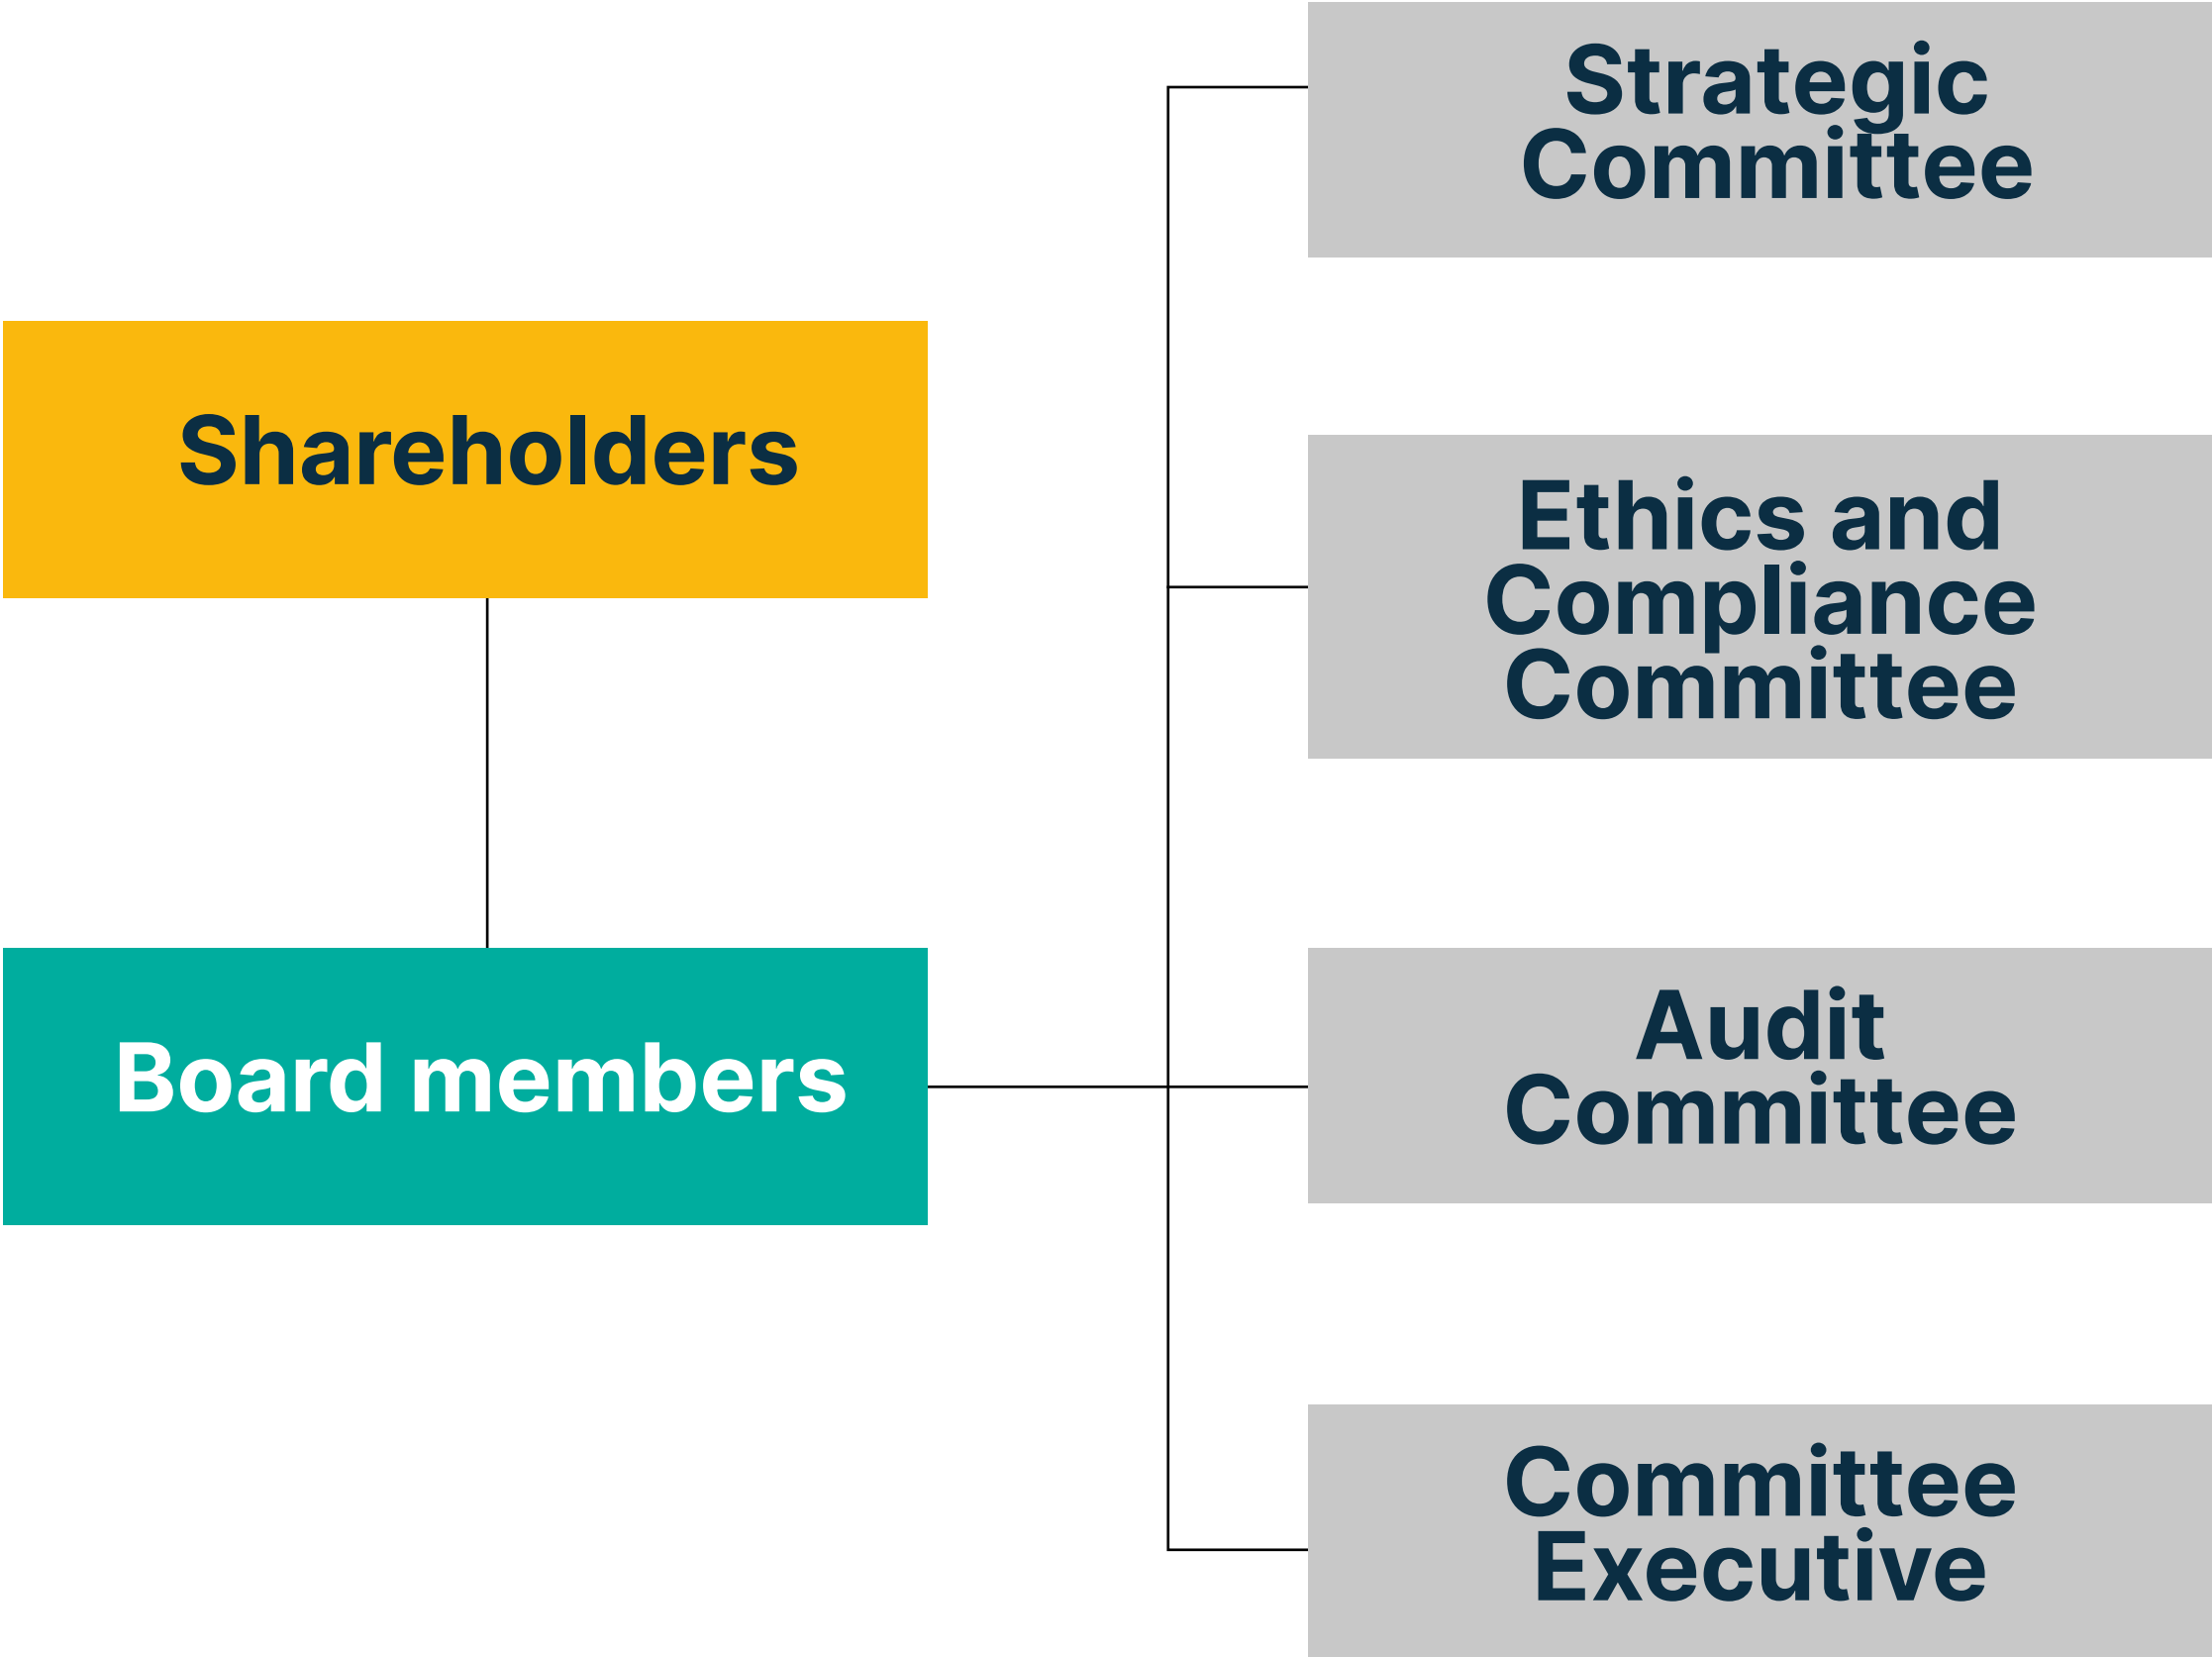 Shareholders
Board members
Strategic
Committee
Ethics and
Compliance
Committee
Audit
Committee
Committee
Executive